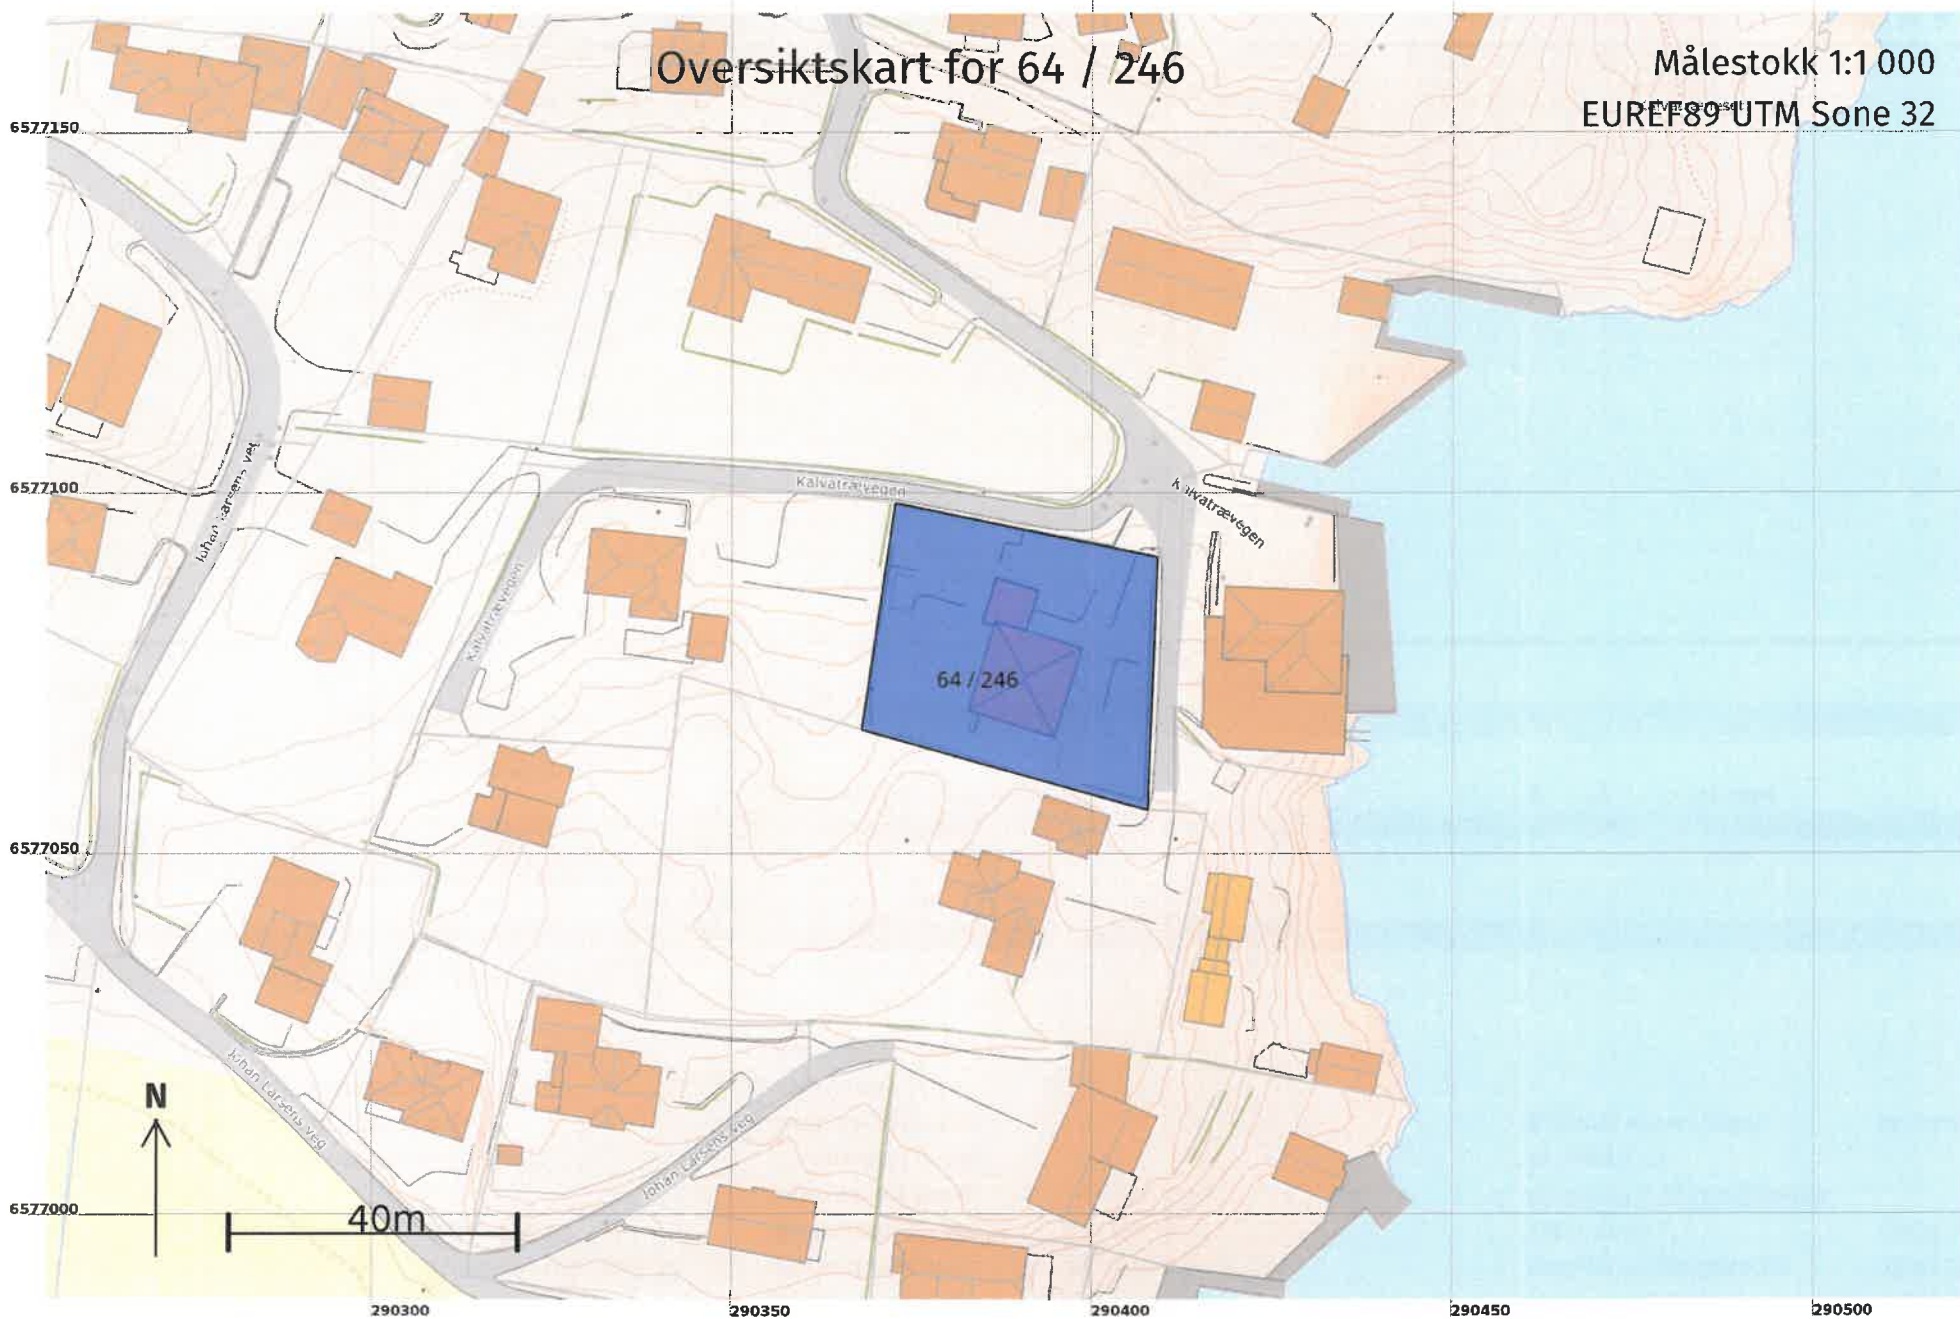 Oversiktskart for 64 / 246
Målestokk 1:1 000
EUREF89 UTM Sone 32
6577150
6577100
Kalvatrævegen
Kalvatrævegen
Johan Larsens veg
Kalvatrævegen
64 / 246
6577050
Johan Larsens veg
Johan Larsens veg
N
6577000
40m
290300
290350
290400
290450
290500